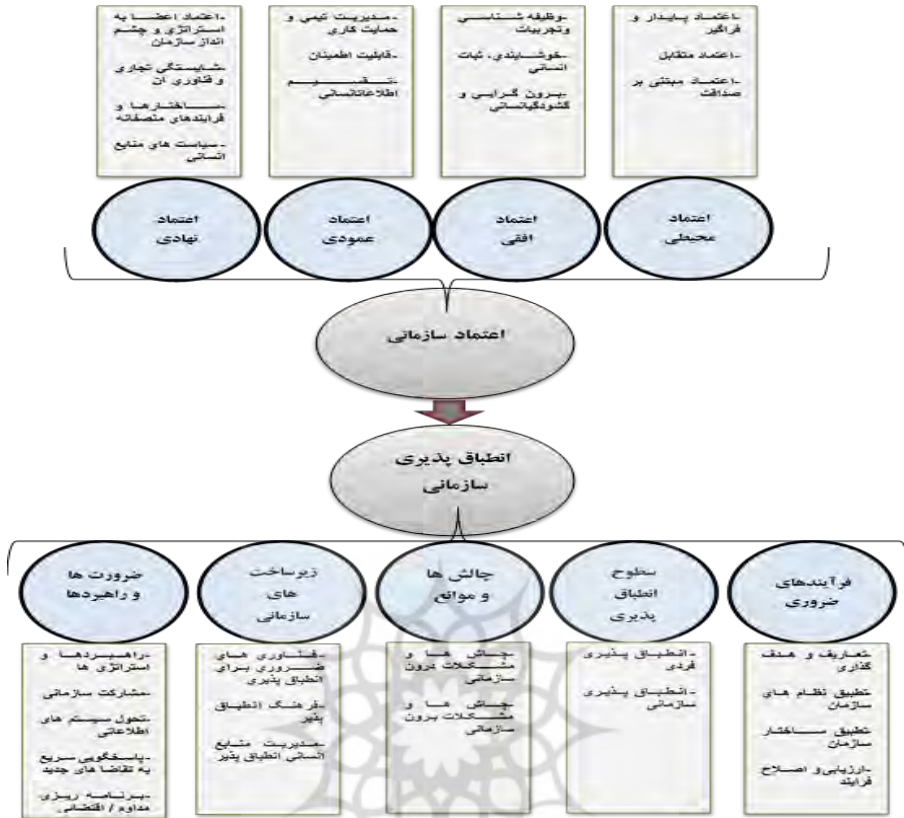 -اعتماد پایدار و
فراگیر
-اعتماد متقابل
-اعتماد مبتنی بر
صداقت
-وظیفه شناسی
وتجربیات
-خوشایندی، ثبات
انسانی
-برون گرایی و
گشودگیانسانی
-مدیریت تیمی و
حمایت کاری
-قابلیت اطمینان
-تقسیم
اطلاعاتانسانی
-اعتماد اعضا به
استراتژی و چشم
انداز سازمان
-شایستگی تجاری
و فناوری آن
-ساختارها و
فرایندهای منصفانه
-سیاست های منابع
انسانی
اعتماد
محیطی
اعتماد
افقی
اعتماد
عمودی
اعتماد
نهادی
اعتماد سازمانی
انطباق پذیری
سازمانی
فرآیندهای
ضروری
سطوح
انطباق
پذیری
چالش ها
و موانع
زیرساخت
های
سازمانی
ضرورت ها
و راهبردها
-تعاریف و هدف
گذاری
-تطبیق نظام های
سازمان
-تطبیق ساختار
سازمان
-ارزیابی و اصلاح
فرایند
-انطباق پذیری
فردی
-انطباق پذیری
سازمانی
-چاش ها و
مشکلات درون
سازمانی
-چاش ها و
مشکلات برون
سازمانی
-فناوری های
ضروری برای
انطباق پذیری
-فرهنگ انطباق
پذیر
-مدیریت منابع
انسانی انطباق پذیر
-راهبردها و
استراتژی ها
-مشارکت سازمانی
-تحول سیستم های
اطلاعاتی
-پاسخگویی سریع
به تقاضا های جدید
-برنامه ریزی
مداوم / اقتضائی